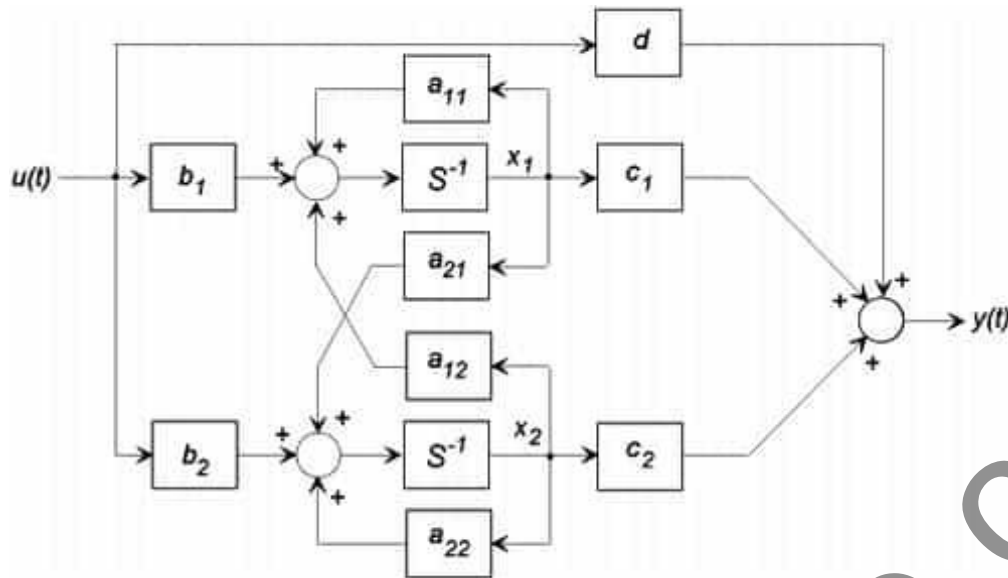 d
a11
+
u(t)
b1
+
S-1
x1
c1
+
a21
+
+
+
y(t)
a12
+
+
b2
+
S-1
x2
c2
+
a22